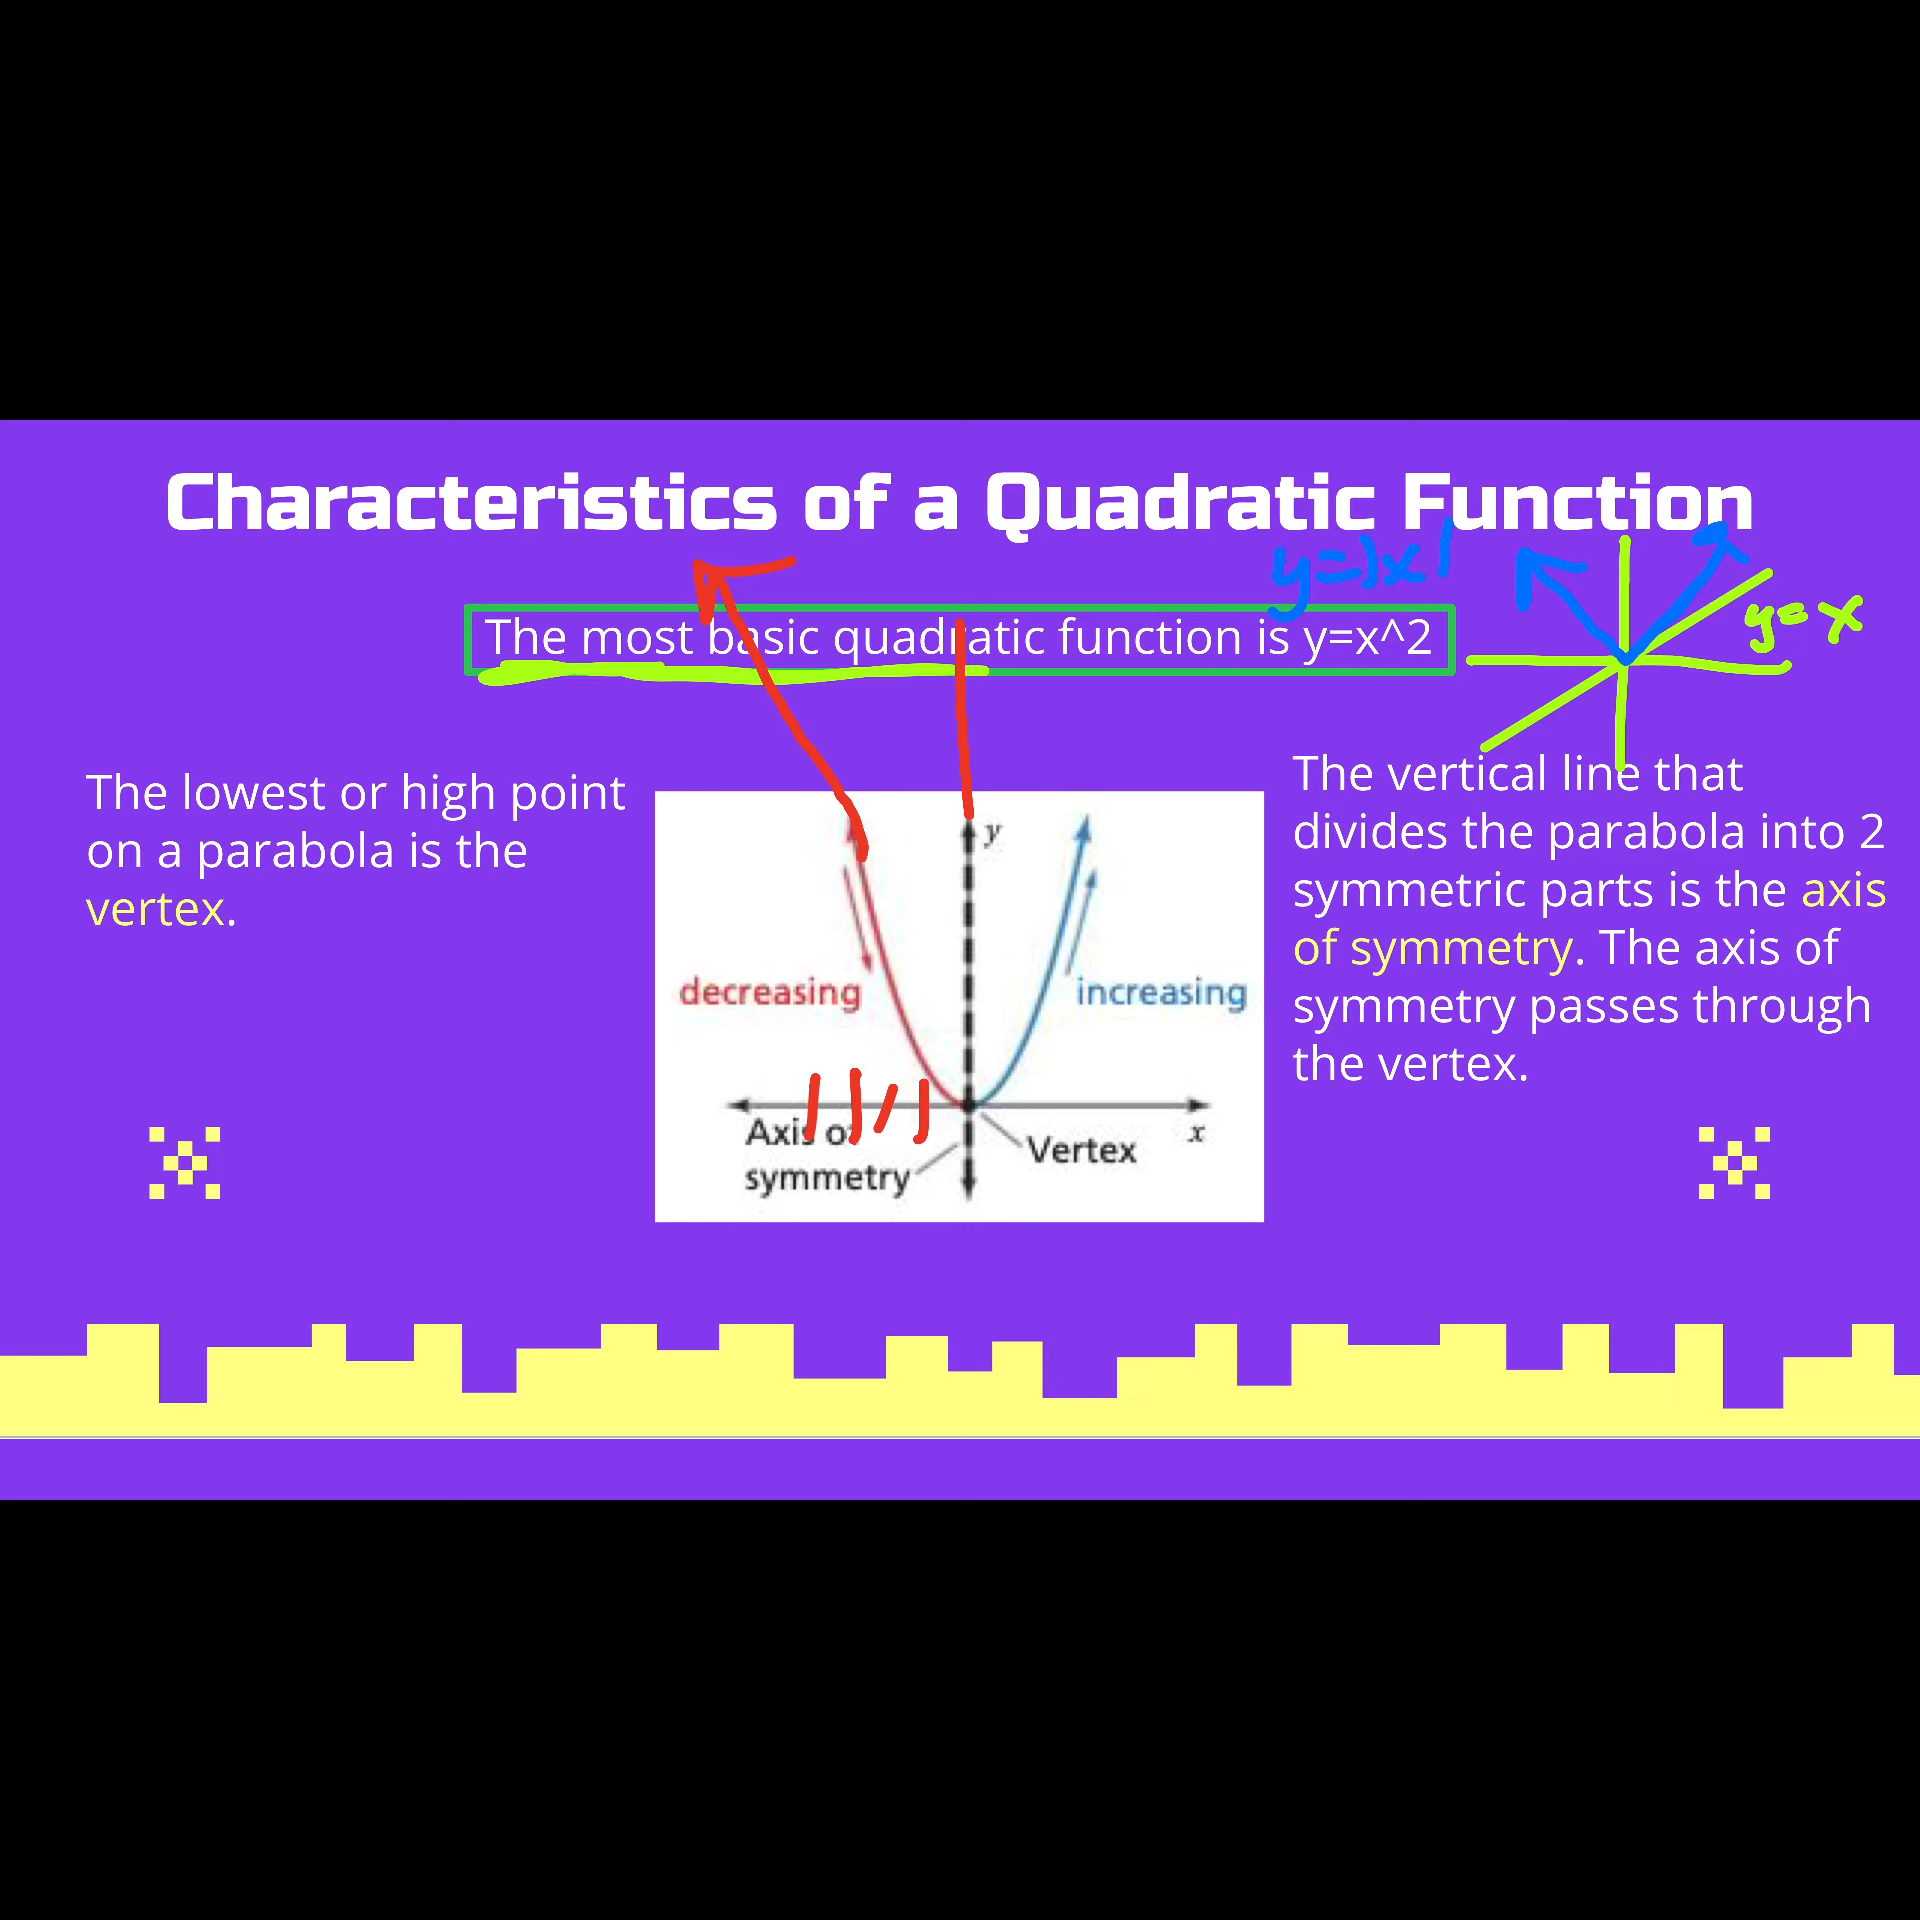 Characteristics of a Quadratic Function
y=|x|
The most basic quadratic function is y=x^2
y=x
The lowest or high point
on a parabola is the
vertex.
The vertical line that
divides the parabola into 2
symmetric parts is the axis
of symmetry. The axis of
symmetry passes through
the vertex.
y
decreasing
increasing
Axis of
symmetry
Vertex
x